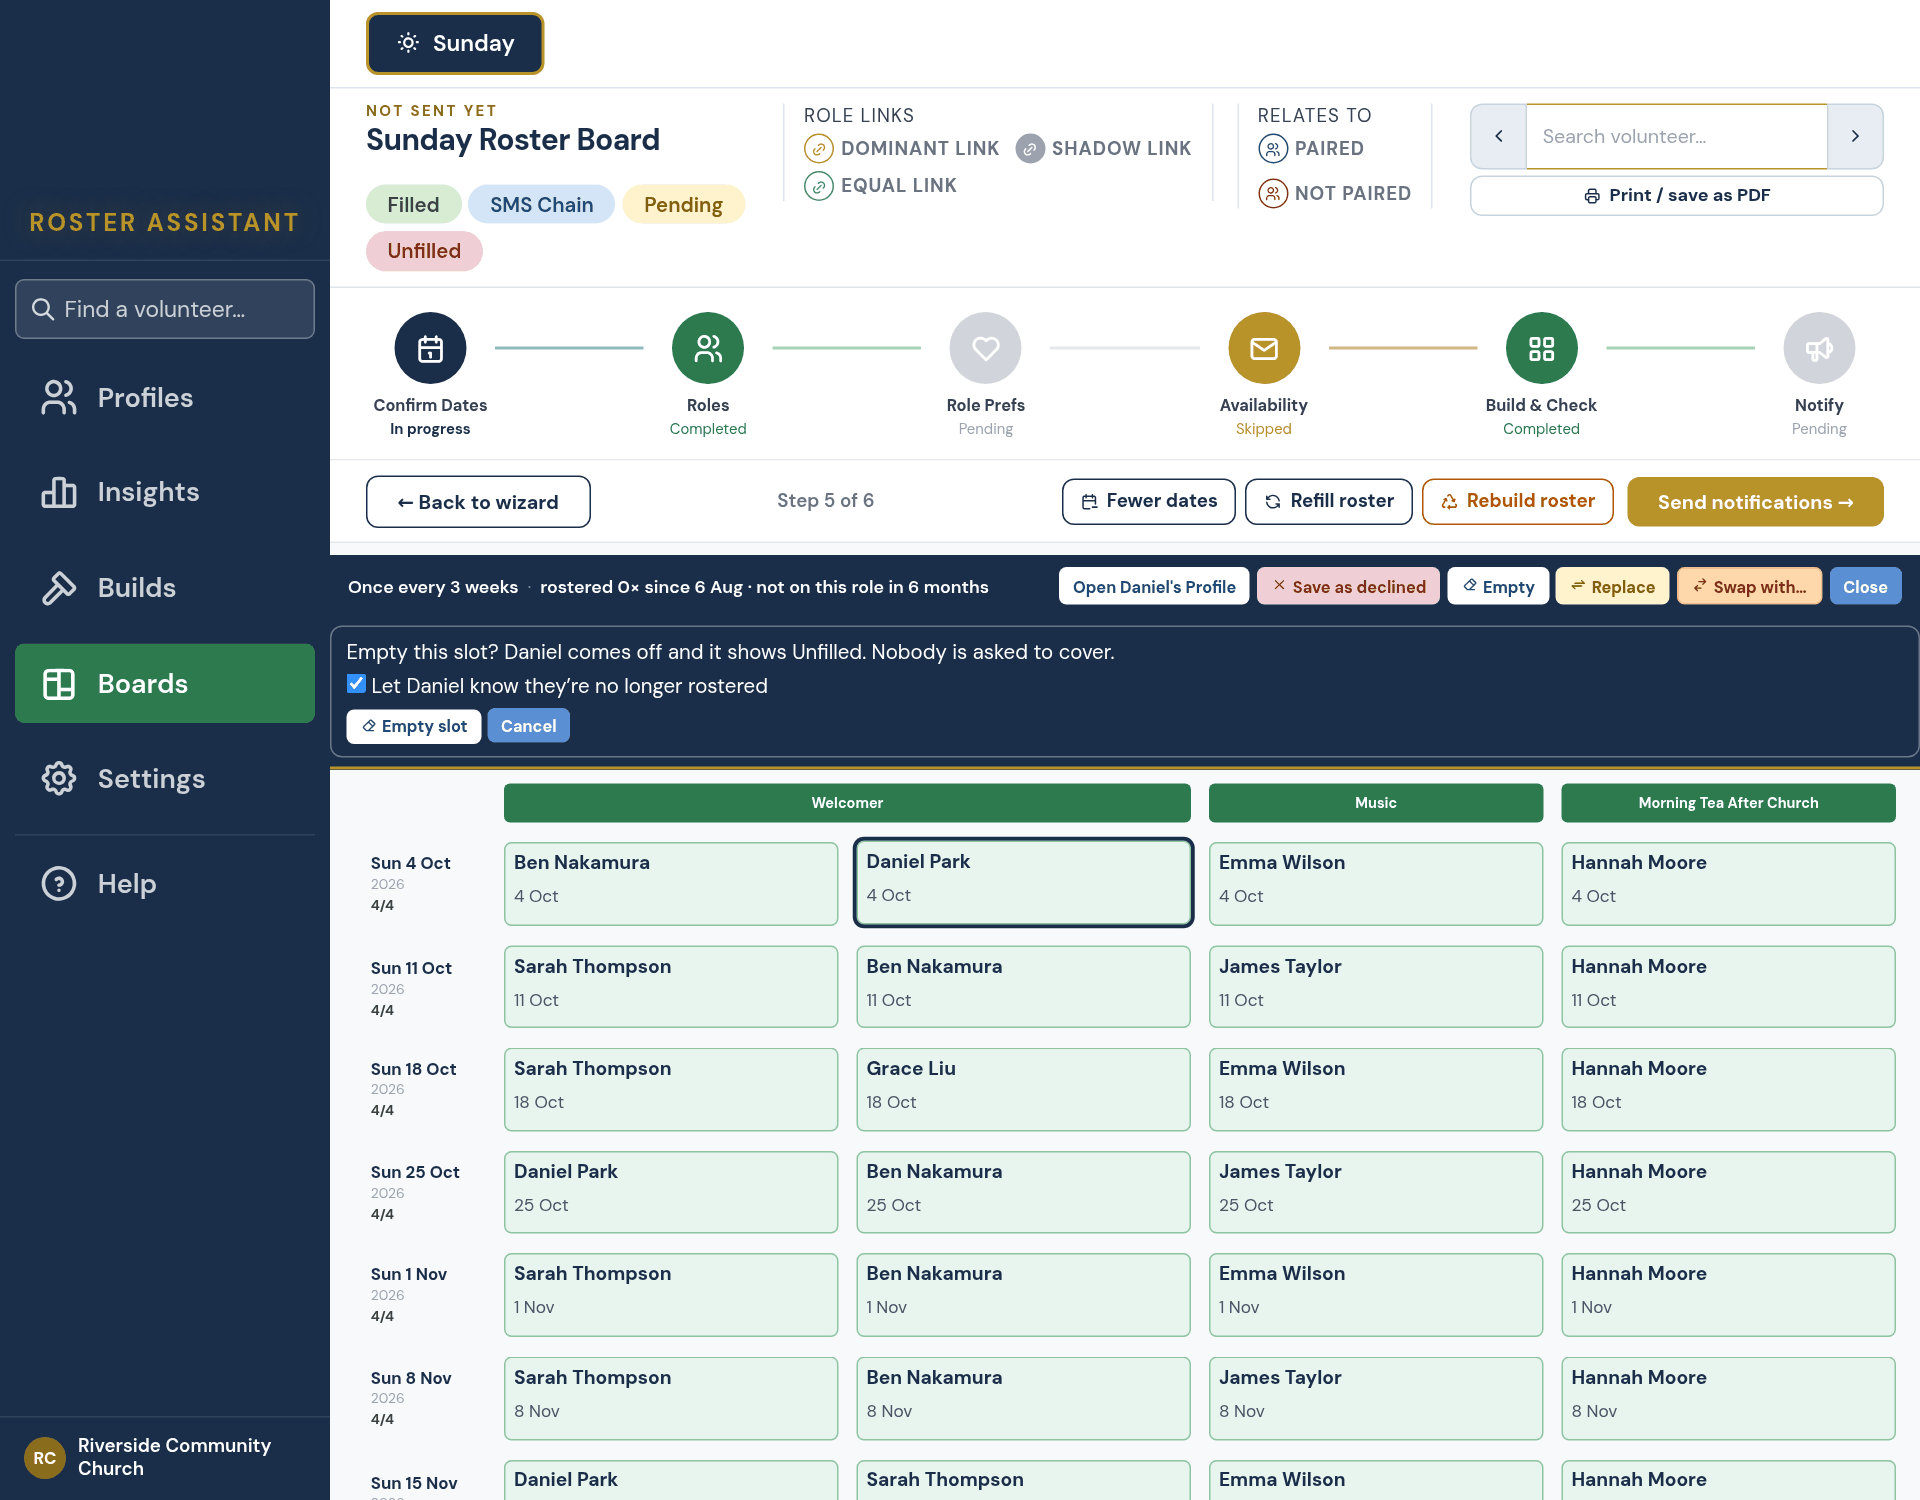 ROSTER ASSISTANT
Find a volunteer...
Profiles
Insights
Builds
Boards
Settings
Help
RC
Riverside Community
Church
Sunday
NOT SENT YET
Sunday Roster Board
Filled
SMS Chain
Pending
Unfilled
ROLE LINKS
DOMINANT LINK
SHADOW LINK
EQUAL LINK
RELATES TO
PAIRED
NOT PAIRED
Search volunteer...
Print / save as PDF
Confirm Dates
In progress
Roles
Completed
Role Prefs
Pending
Availability
Skipped
Build & Check
Completed
Notify
Pending
← Back to wizard
Step 5 of 6
Fewer dates
Refill roster
Rebuild roster
Send notifications →
Once every 3 weeks · rostered 0× since 6 Aug · not on this role in 6 months
Open Daniel's Profile
Save as declined
Empty
Replace
Swap with...
Close
Empty this slot? Daniel comes off and it shows Unfilled. Nobody is asked to cover.
Let Daniel know they’re no longer rostered
Empty slot
Cancel
Welcomer
Music
Morning Tea After Church
Sun 4 Oct
2026
4/4
Ben Nakamura
4 Oct
Daniel Park
4 Oct
Emma Wilson
4 Oct
Hannah Moore
4 Oct
Sun 11 Oct
2026
4/4
Sarah Thompson
11 Oct
Ben Nakamura
11 Oct
James Taylor
11 Oct
Hannah Moore
11 Oct
Sun 18 Oct
2026
4/4
Sarah Thompson
18 Oct
Grace Liu
18 Oct
Emma Wilson
18 Oct
Hannah Moore
18 Oct
Sun 25 Oct
2026
4/4
Daniel Park
25 Oct
Ben Nakamura
25 Oct
James Taylor
25 Oct
Hannah Moore
25 Oct
Sun 1 Nov
2026
4/4
Sarah Thompson
1 Nov
Ben Nakamura
1 Nov
Emma Wilson
1 Nov
Hannah Moore
1 Nov
Sun 8 Nov
2026
4/4
Sarah Thompson
8 Nov
Ben Nakamura
8 Nov
James Taylor
8 Nov
Hannah Moore
8 Nov
Sun 15 Nov
Daniel Park
Sarah Thompson
Emma Wilson
Hannah Moore